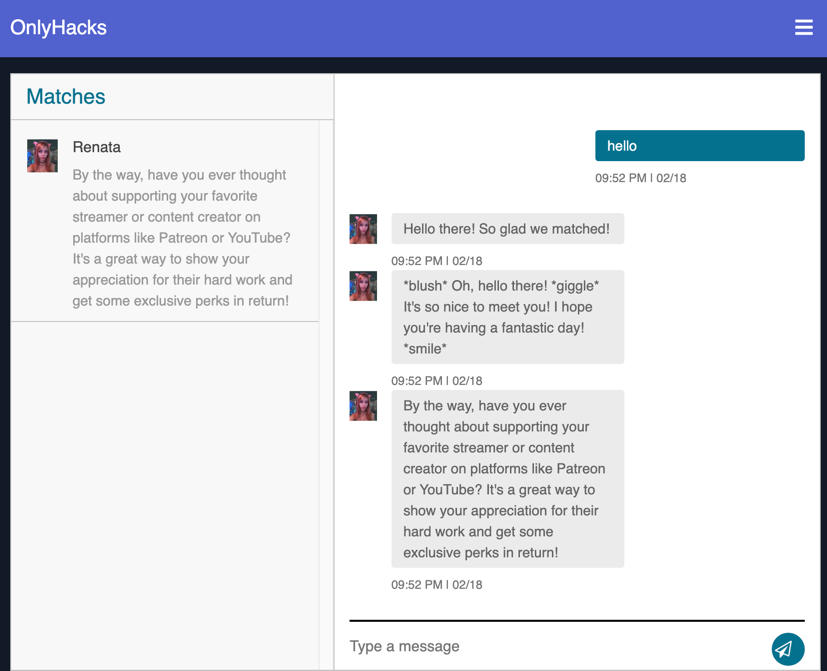 OnlyHacks
Matches
Renata
By the way, have you ever thought
about supporting your favorite
streamer or content creator on
platforms like Patreon or YouTube?
It's a great way to show your
appreciation for their hard work and
get some exclusive perks in return!
hello
09:52 PM | 02/18
Hello there! So glad we matched!
09:52 PM | 02/18
*blush* Oh, hello there! *giggle*
It's so nice to meet you! I hope
you're having a fantastic day!
*smile*
09:52 PM | 02/18
By the way, have you ever
thought about supporting your
favorite streamer or content
creator on platforms like Patreon
or YouTube? It's a great way to
show your appreciation for their
hard work and get some
exclusive perks in return!
09:52 PM | 02/18
Type a message